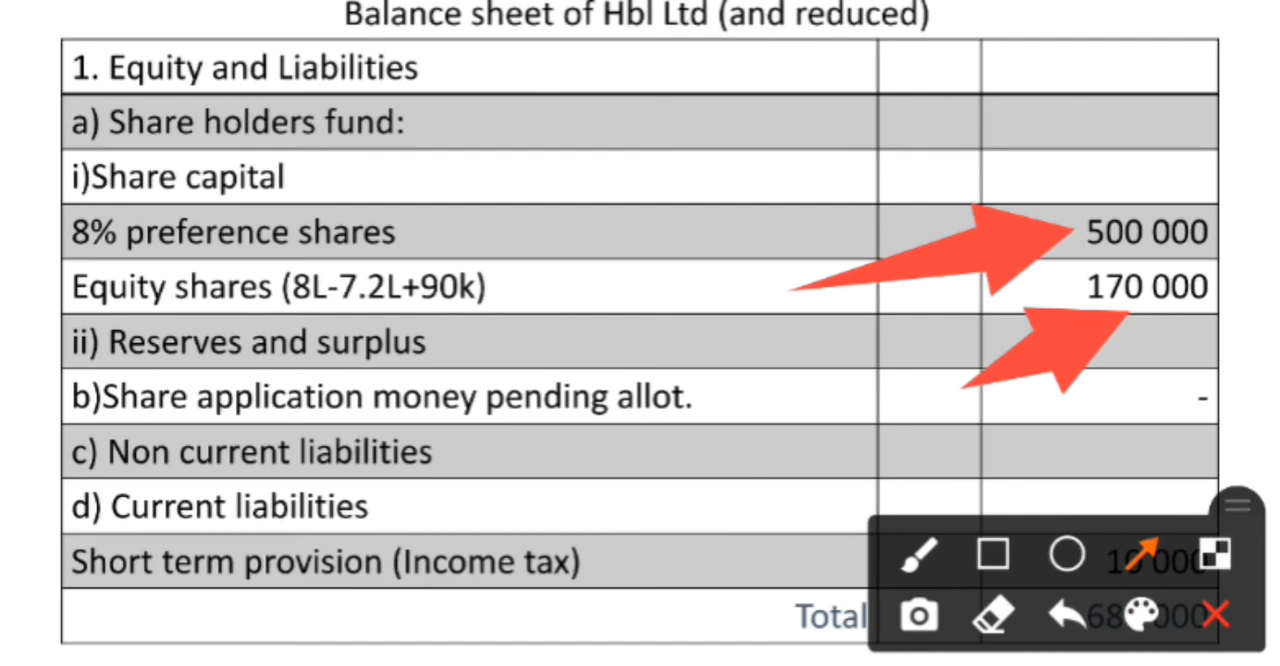 Balance sheet of Hbl Ltd (and reduced)
1. Equity and Liabilities
a) Share holders fund:
i)Share capital
8% preference shares 500 000
Equity shares (8L-7.2L+90k) 170 000
ii) Reserves and surplus
b)Share application money pending allot. -
c) Non current liabilities
d) Current liabilities
Short term provision (Income tax) 10 000
Total